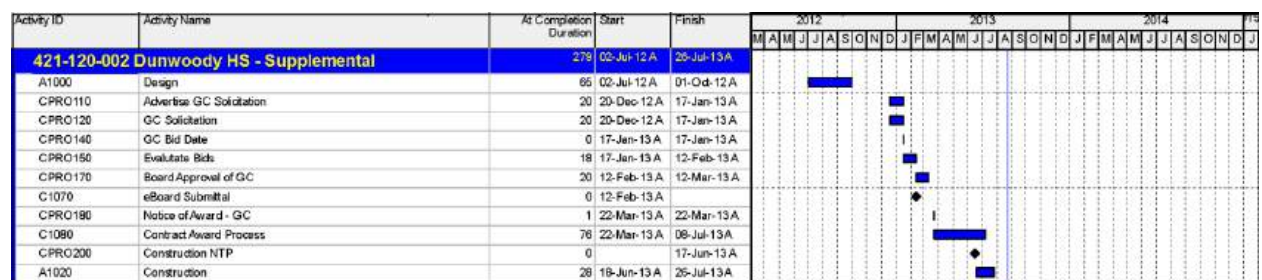 Activity ID Activity Name At Completion Duration Start Finish 2012 2013 2014
M A M J J A S O N D J F M A M J J A S O N D J F M A M J J A S O N D J
421-120-002 Dunwoody HS - Supplemental 279 02-Jul-12 A 26-Jul-13 A
A1000 Design 65 02-Jul-12 A 01-Oct-12 A
CPRO110 Advertise GC Solicitation 20 20-Dec-12 A 17-Jan-13 A
CPRO120 GC Solicitation 20 20-Dec-12 A 17-Jan-13 A
CPRO140 GC Bid Date 0 17-Jan-13 A 17-Jan-13 A
CPRO150 Evalutate Bids 18 17-Jan-13 A 12-Feb-13 A
CPRO170 Board Approval of GC 20 12-Feb-13 A 12-Mar-13 A
C1070 eBoard Submittal 0 12-Feb-13 A
CPRO180 Notice of Award - GC 1 22-Mar-13 A 22-Mar-13 A
C1080 Contract Award Process 76 22-Mar-13 A 08-Jul-13 A
CPRO200 Construction NTP 0 17-Jun-13 A
A1020 Construction 28 18-Jun-13 A 26-Jul-13 A